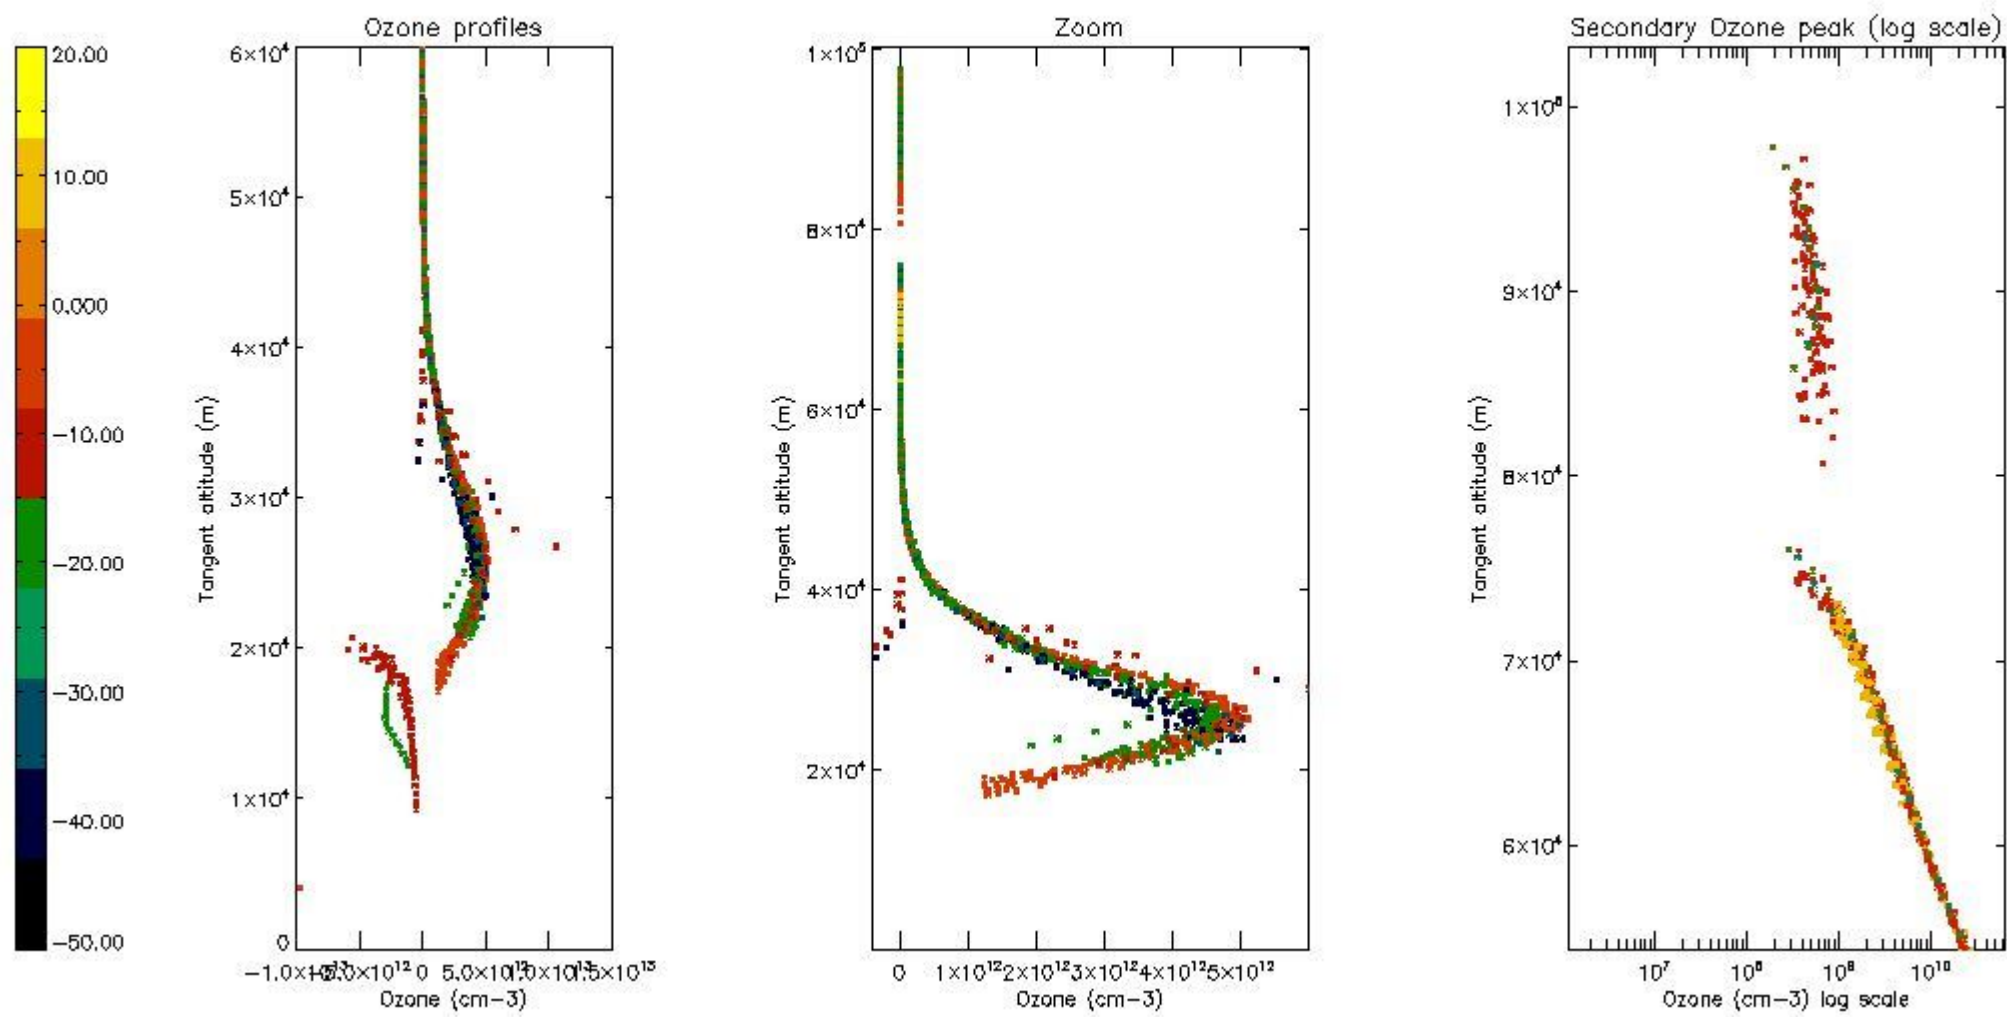 Ozone profiles
Zoom
Secondary Ozone peak (log scale)
20.00
10.00
0.000
−10.00
−20.00
−30.00
−40.00
−50.00
6×10⁴
5×10⁴
4×10⁴
3×10⁴
2×10⁴
1×10⁴
0
Tangent altitude (m)
0
5.0×10¹²
Ozone (cm−3)
1×10⁵
8×10⁴
6×10⁴
4×10⁴
2×10⁴
Tangent altitude (m)
0 1×10¹² 2×10¹² 3×10¹² 4×10¹² 5×10¹²
Ozone (cm−3)
9×10⁴
8×10⁴
7×10⁴
6×10⁴
Tangent altitude (m)
10⁷ 10⁸ 10⁹ 10¹⁰
Ozone (cm−3) log scale